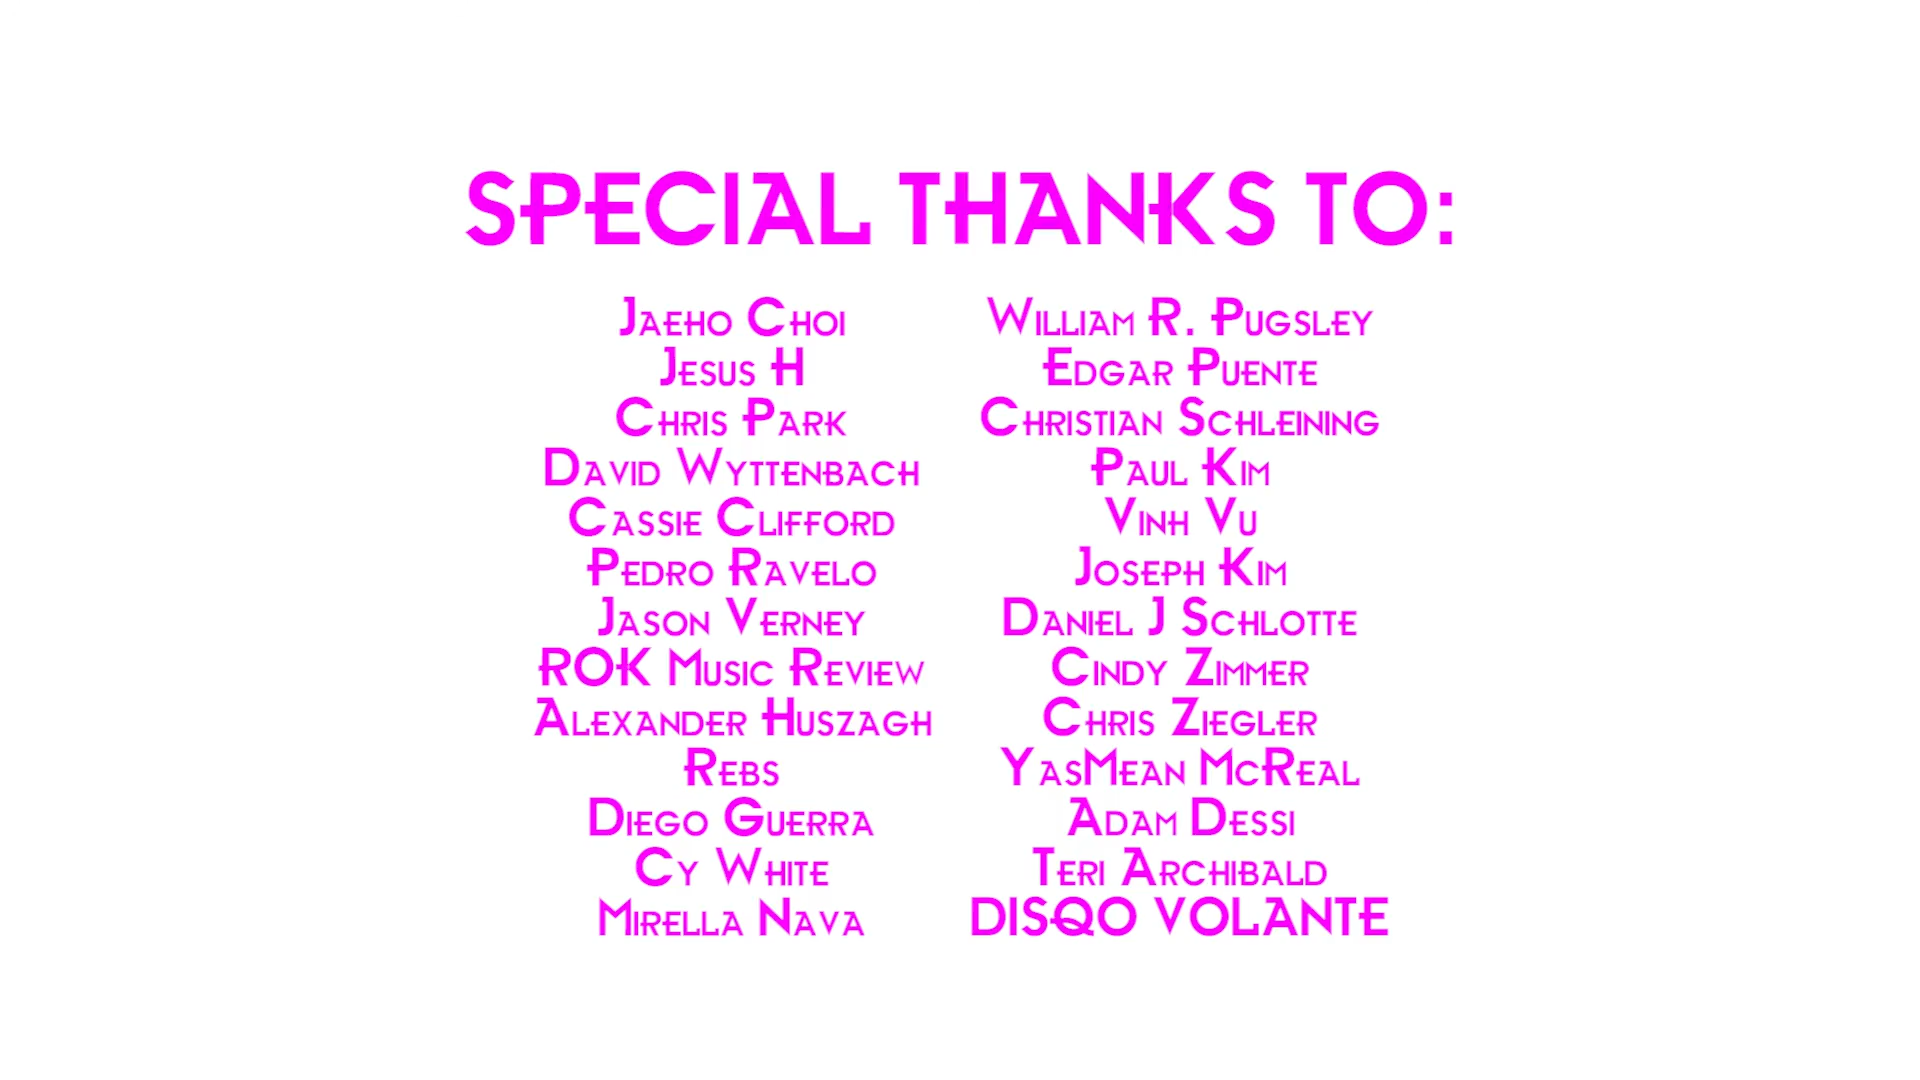 SPECIAL THANKS TO:
Jaeho Choi
Jesus H
Chris Park
David Wyttenbach
Cassie Clifford
Pedro Ravelo
Jason Verney
ROK Music Review
Alexander Huszagh
Rebs
Diego Guerra
Cy White
Mirella Nava
William R. Pugsley
Edgar Puente
Christian Schleining
Paul Kim
Vinh Vu
Joseph Kim
Daniel J Schlotte
Cindy Zimmer
Chris Ziegler
YasMean McReal
Adam Dessi
Teri Archibald
DISQO VOLANTE